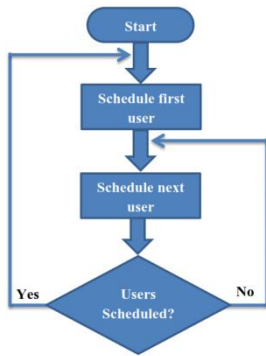 Start
Schedule first
user
Schedule next
user
Users
Scheduled?
Yes
No